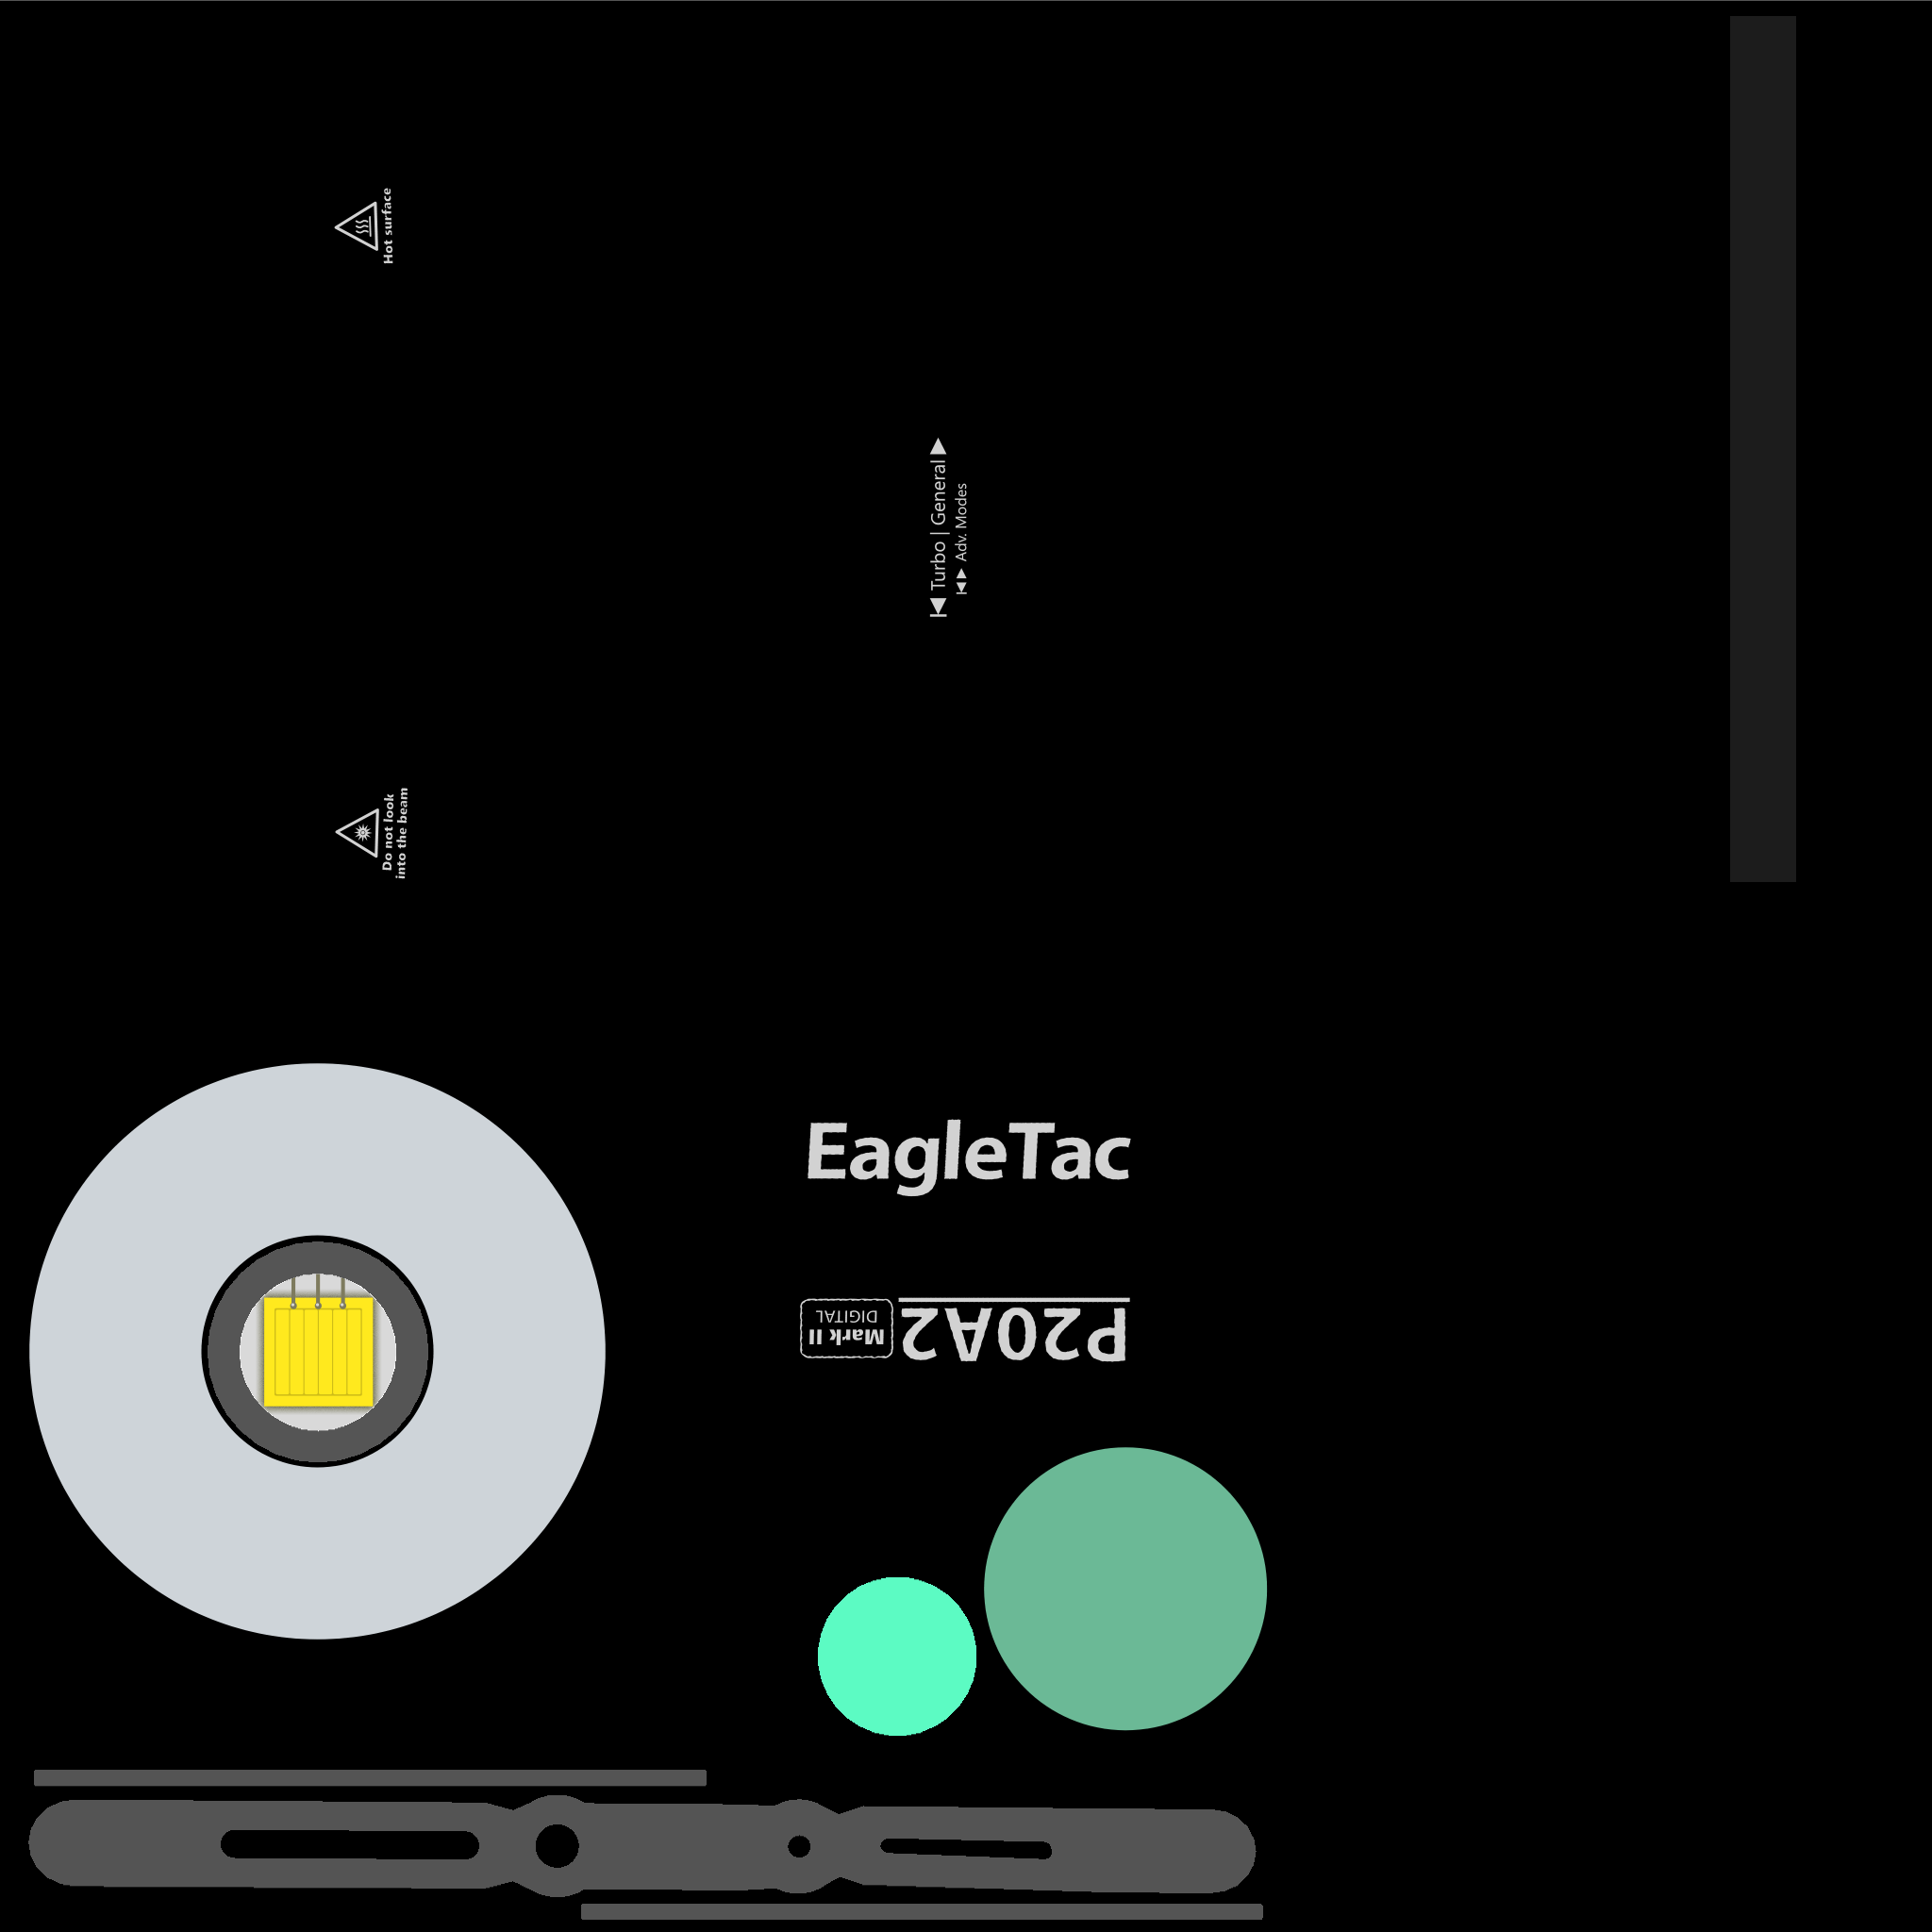 Hot surface
|◀ Turbo | General ▶
|◀▶ Adv. Modes
Do not look
into the beam
EagleTac
P20A2
Mark II
DIGITAL